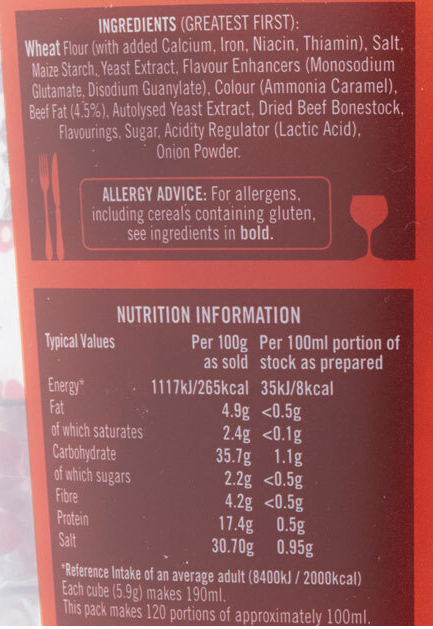 INGREDIENTS (GREATEST FIRST):
Wheat Flour (with added Calcium, Iron, Niacin, Thiamin), Salt,
Maize Starch, Yeast Extract, Flavour Enhancers (Monosodium
Glutamate, Disodium Guanylate), Colour (Ammonia Caramel),
Beef Fat (4.5%), Autolysed Yeast Extract, Dried Beef Bonestock,
Flavourings, Sugar, Acidity Regulator (Lactic Acid),
Onion Powder.
ALLERGY ADVICE: For allergens,
including cereals containing gluten,
see ingredients in bold.
NUTRITION INFORMATION
Typical Values Per 100g Per 100ml portion of
as sold stock as prepared
Energy* 1117kJ/265kcal 35kJ/8kcal
Fat 4.9g <0.5g
of which saturates 2.4g <0.1g
Carbohydrate 35.7g 1.1g
of which sugars 2.2g <0.5g
Fibre 4.2g <0.5g
Protein 17.4g 0.5g
Salt 30.70g 0.95g
*Reference Intake of an average adult (8400kJ / 2000kcal)
Each cube (5.9g) makes 190ml.
This pack makes 120 portions of approximately 100ml.